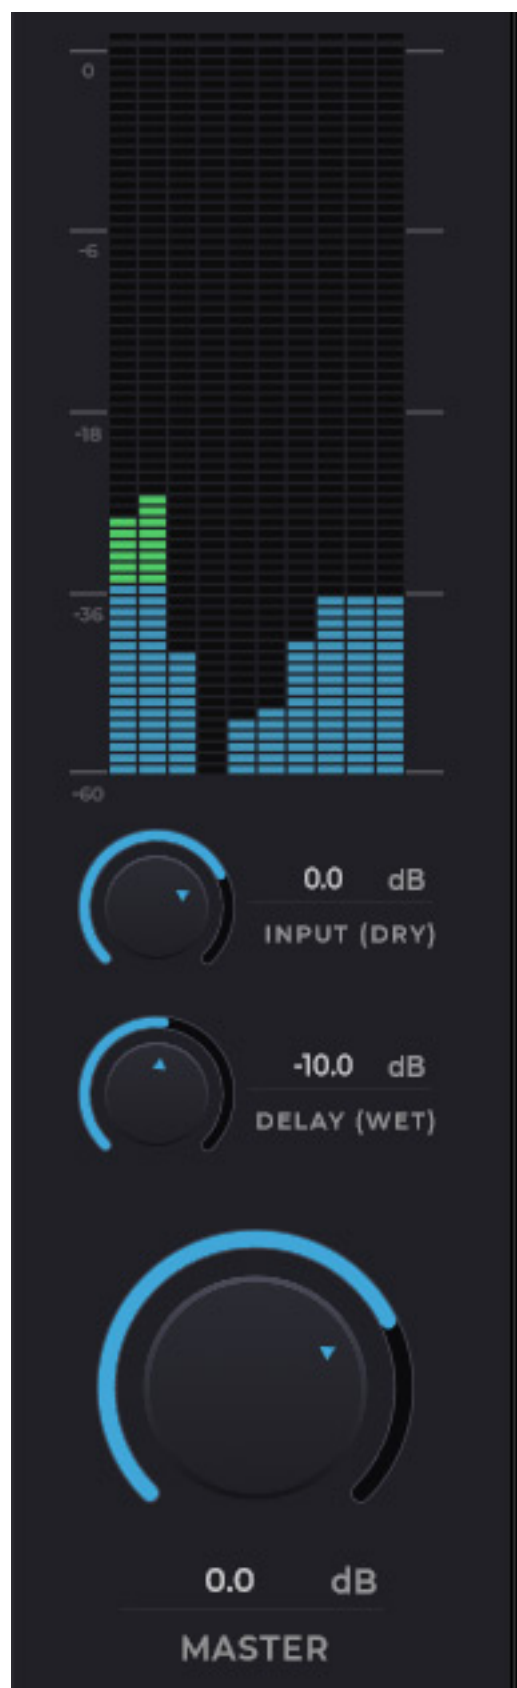 0
-6
-18
-36
-60
0.0 dB
INPUT (DRY)
-10.0 dB
DELAY (WET)
0.0 dB
MASTER